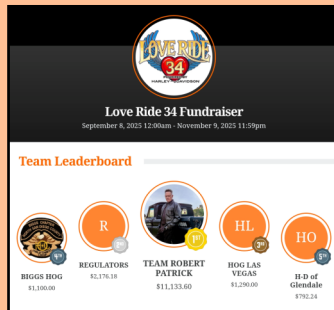 LOVE RIDE
34
HARLEY-DAVIDSON
Love Ride 34 Fundraiser
September 8, 2025 12:00am - November 9, 2025 11:59pm
Team Leaderboard
R
1ST
HL
3RD
HO
4TH
5TH
BIGGS HOG
$1,100.00
REGULATORS
$2,176.18
TEAM ROBERT
PATRICK
$11,133.60
HOG LAS
VEGAS
$1,290.00
H-D of
Glendale
$792.24